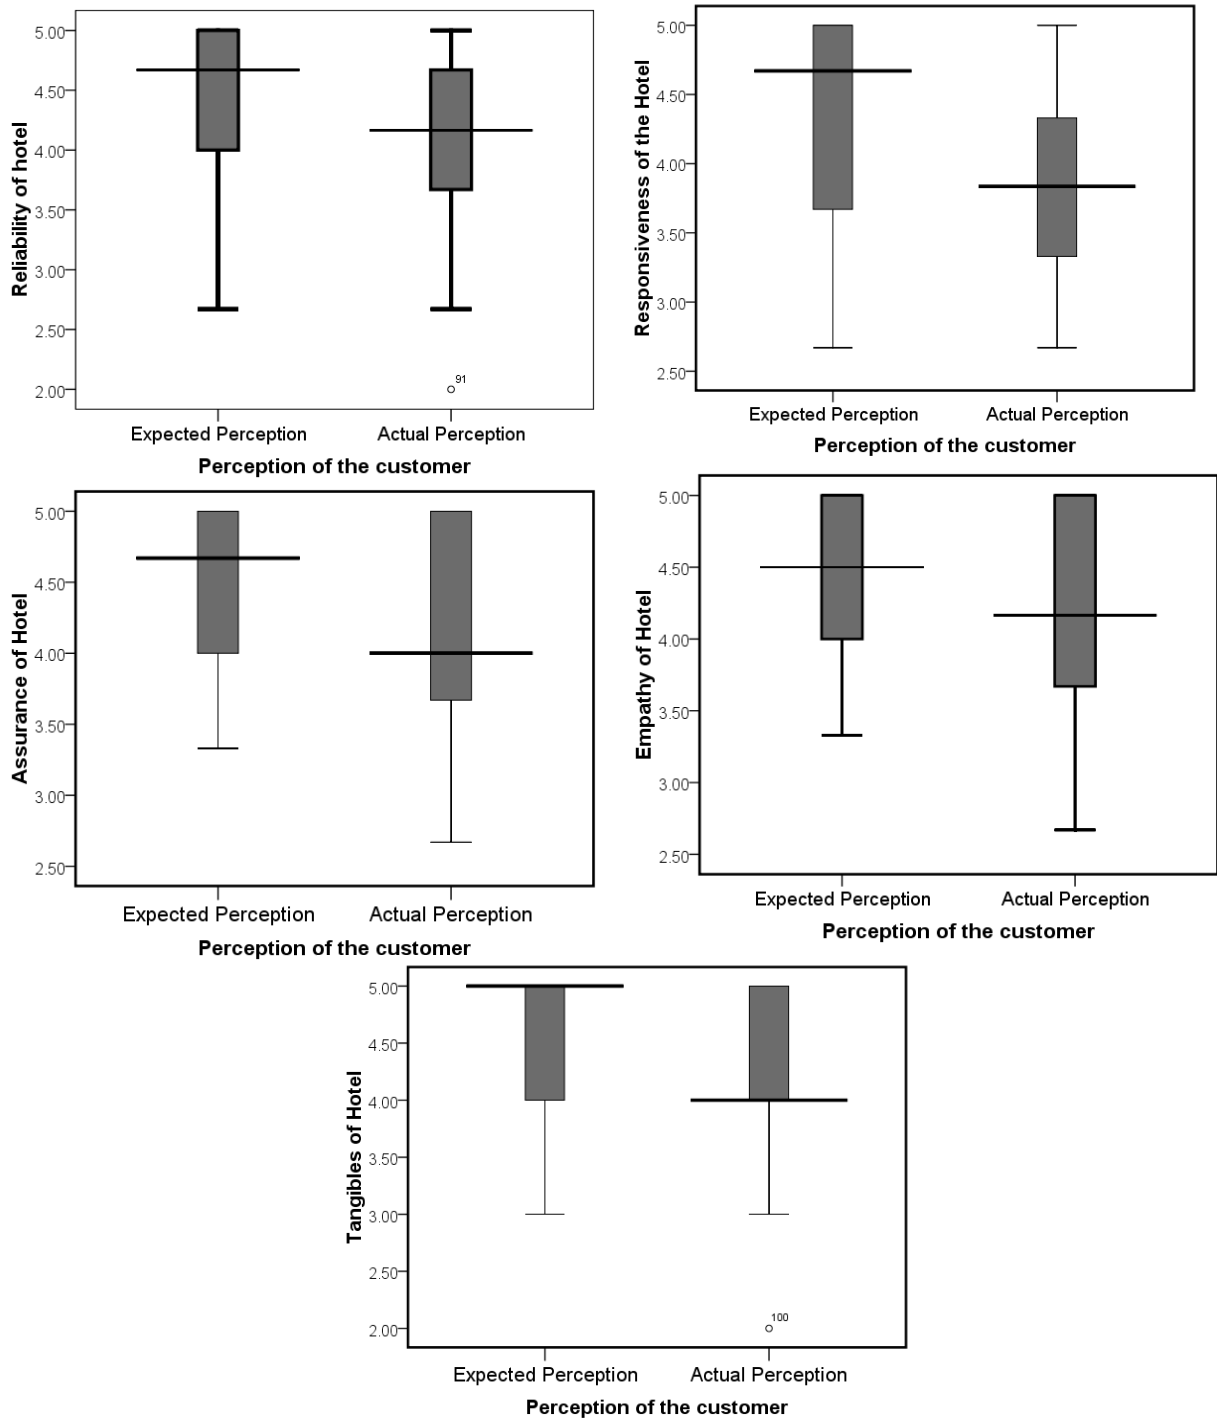 Reliability of hotel
5.00
4.50
4.00
3.50
3.00
2.50
2.00
91
Expected Perception
Actual Perception
Perception of the customer
Responsiveness of the Hotel
5.00
4.50
4.00
3.50
3.00
2.50
Expected Perception
Actual Perception
Perception of the customer
Assurance of Hotel
5.00
4.50
4.00
3.50
3.00
2.50
Expected Perception
Actual Perception
Perception of the customer
Empathy of Hotel
5.00
4.50
4.00
3.50
3.00
2.50
Expected Perception
Actual Perception
Perception of the customer
Tangibles of Hotel
5.00
4.50
4.00
3.50
3.00
2.50
2.00
100
Expected Perception
Actual Perception
Perception of the customer